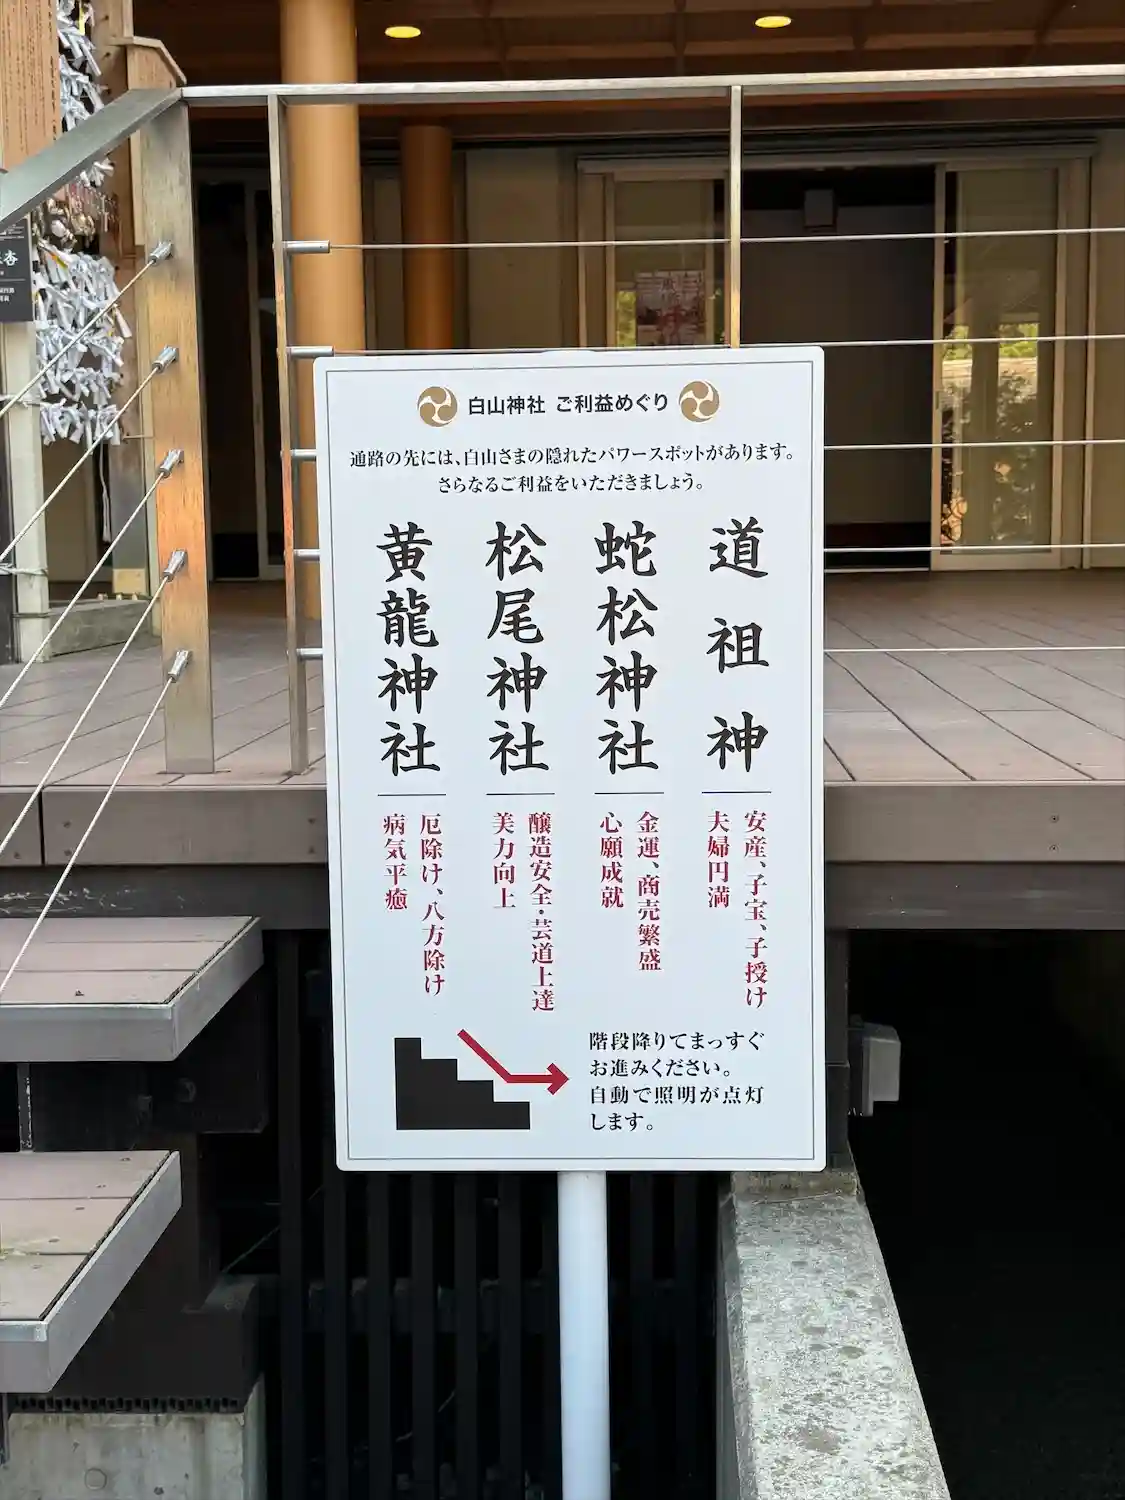 白山神社 ご利益めぐり
通路の先には、白山さまの隠れたパワースポットがあります。
さらなるご利益をいただきましょう。
道祖神
安産、子宝、子授け
夫婦円満
蛇松神社
金運、商売繁盛
心願成就
松尾神社
醸造安全・芸道上達
美力向上
黄龍神社
厄除け、八方除け
病気平癒
階段降りてまっすぐ
お進みください。
自動で照明が点灯
します。